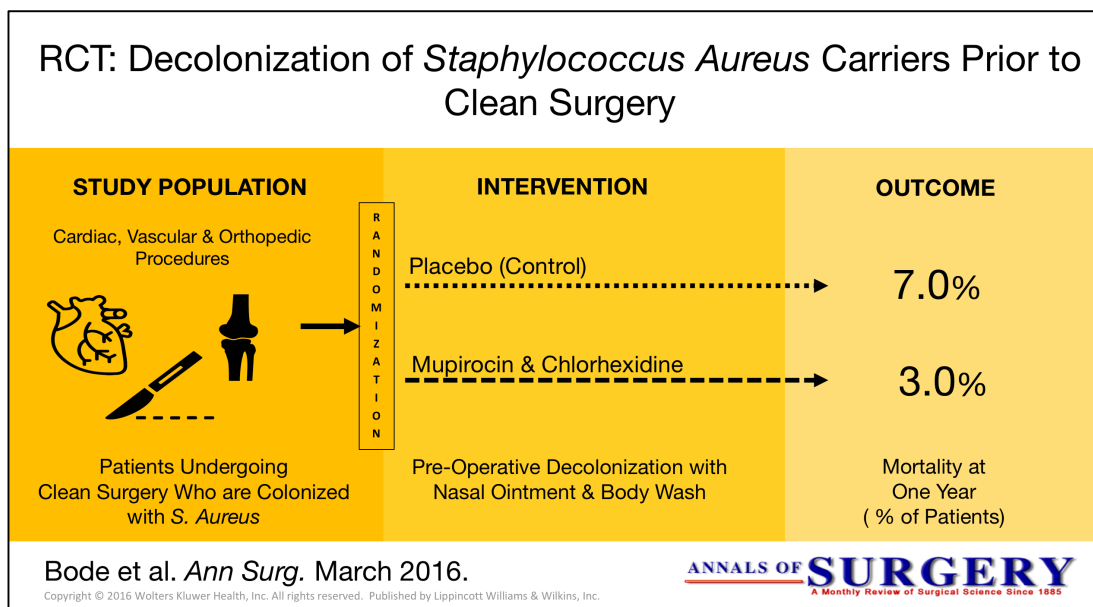 RCT: Decolonization of Staphylococcus Aureus Carriers Prior to
Clean Surgery
STUDY POPULATION
Cardiac, Vascular & Orthopedic
Procedures
Patients Undergoing
Clean Surgery Who are Colonized
with S. Aureus
RANDOMIZATION
INTERVENTION
Placebo (Control)
Mupirocin & Chlorhexidine
Pre-Operative Decolonization with
Nasal Ointment & Body Wash
OUTCOME
7.0%
3.0%
Mortality at
One Year
( % of Patients)
Bode et al. Ann Surg. March 2016.
Copyright © 2016 Wolters Kluwer Health, Inc. All rights reserved. Published by Lippincott Williams & Wilkins, Inc.
ANNALS OF SURGERY
A Monthly Review of Surgical Science Since 1885